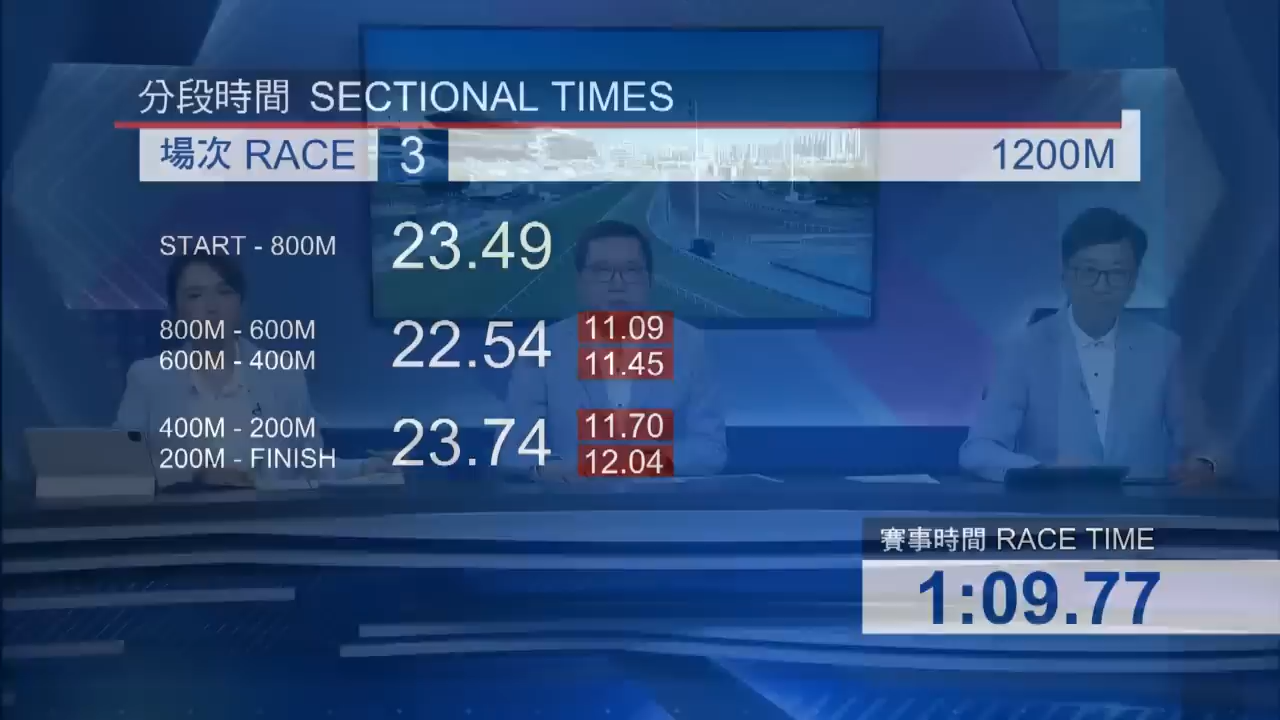 分段時間 SECTIONAL TIMES
場次 RACE 3 1200M
START - 800M 23.49
800M - 600M 22.54 11.09
600M - 400M 11.45
400M - 200M 23.74 11.70
200M - FINISH 12.04
賽事時間 RACE TIME
1:09.77